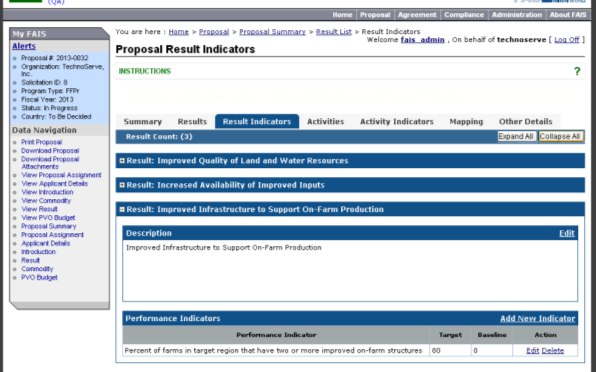 (QA)
Home Proposal Agreement Compliance Administration About FAIS
My FAIS
Alerts
Proposal #: 2013-0032
Organization: TechnoServe, Inc.
Solicitation ID: 8
Program Type: FFPr
Fiscal Year: 2013
Status: In Progress
Country: To Be Decided
Data Navigation
Print Proposal
Download Proposal
Download Proposal Attachments
View Proposal Assignment
View Applicant Details
View Introduction
View Commodity
View Result
View PVO Budget
Proposal Summary
Proposal Assignment
Applicant Details
Introduction
Result
Commodity
PVO Budget
You are here : Home > Proposal > Proposal Summary > Result List > Result Indicators
Welcome fais_admin , On behalf of technoserve [ Log Off ]
Proposal Result Indicators
INSTRUCTIONS ?
Summary Results Result Indicators Activities Activity Indicators Mapping Other Details
Result Count: (3) Expand All Collapse All
Result: Improved Quality of Land and Water Resources
Result: Increased Availability of Improved Inputs
Result: Improved Infrastructure to Support On-Farm Production
Description Edit
Improved Infrastructure to Support On-Farm Production
Performance Indicators Add New Indicator
Performance Indicator Target Baseline Action
Percent of farms in target region that have two or more improved on-farm structures 80 0 Edit Delete